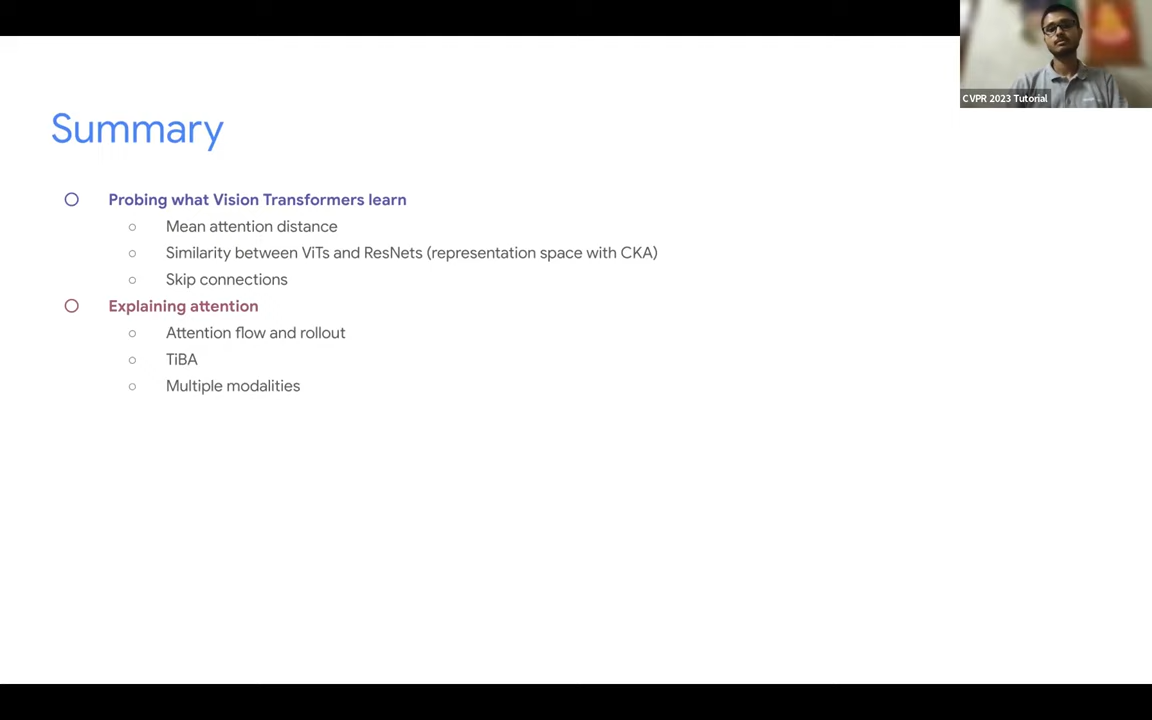 CVPR 2023 Tutorial
Summary
Probing what Vision Transformers learn
Mean attention distance
Similarity between ViTs and ResNets (representation space with CKA)
Skip connections
Explaining attention
Attention flow and rollout
TiBA
Multiple modalities